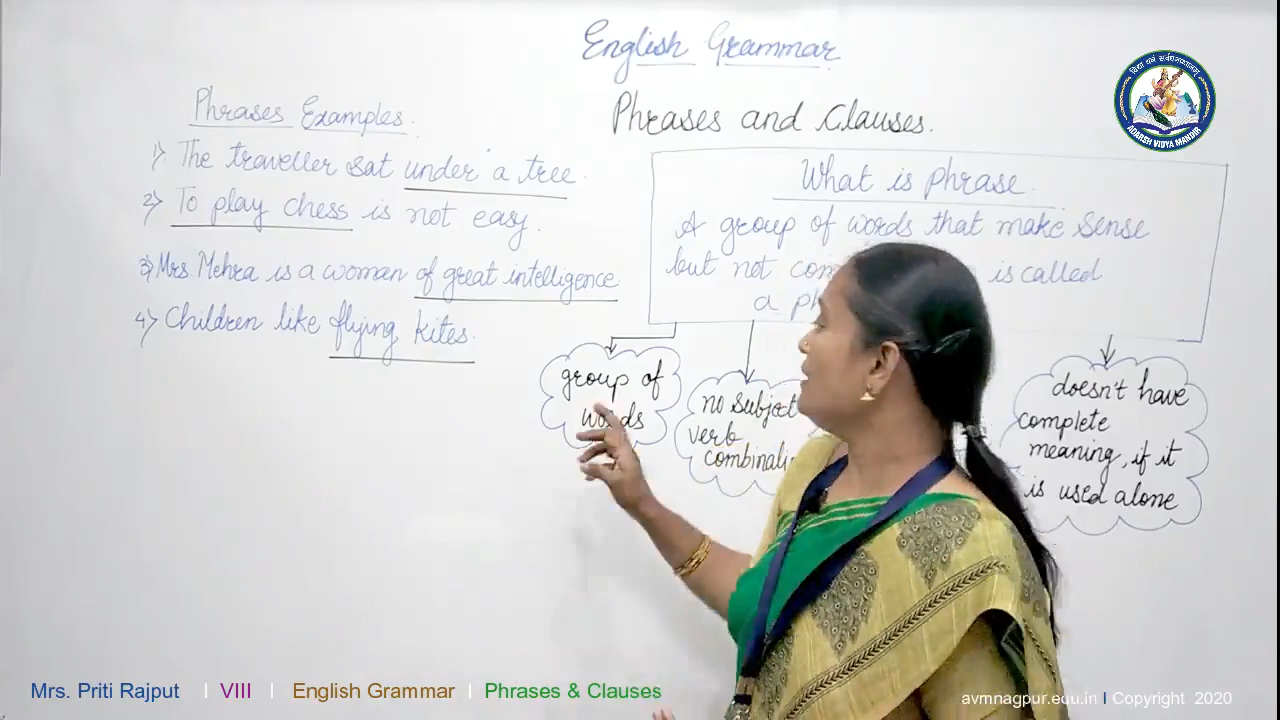 English Grammar
Phrases and Clauses.
Phrases Examples.
1) The traveller sat under a tree.
2) To play chess is not easy.
3) Mrs Mehra is a woman of great intelligence
4) Children like flying kites.
What is phrase.
A group of words that make sense
but not is called
a
group of
words
no subject
verb
doesn't have
complete
meaning, if it
is used alone
ADARSH VIDYA MANDIR
Mrs. Priti Rajput | VIII | English Grammar | Phrases & Clauses
avmnagpur.edu.in | Copyright 2020